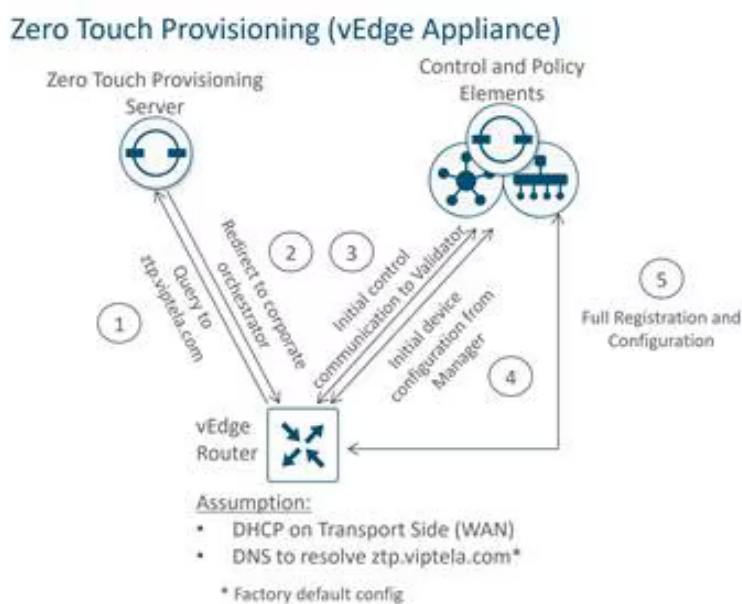 Zero Touch Provisioning (vEdge Appliance)
Zero Touch Provisioning
Server
Control and Policy
Elements
1
Query to
ztp.viptela.com
Redirect to corporate
orchestrator
2
3
Initial control
communication to Validator
Initial device
configuration from
Manager
4
5
Full Registration and
Configuration
vEdge
Router
Assumption:
• DHCP on Transport Side (WAN)
• DNS to resolve ztp.viptela.com*
* Factory default config